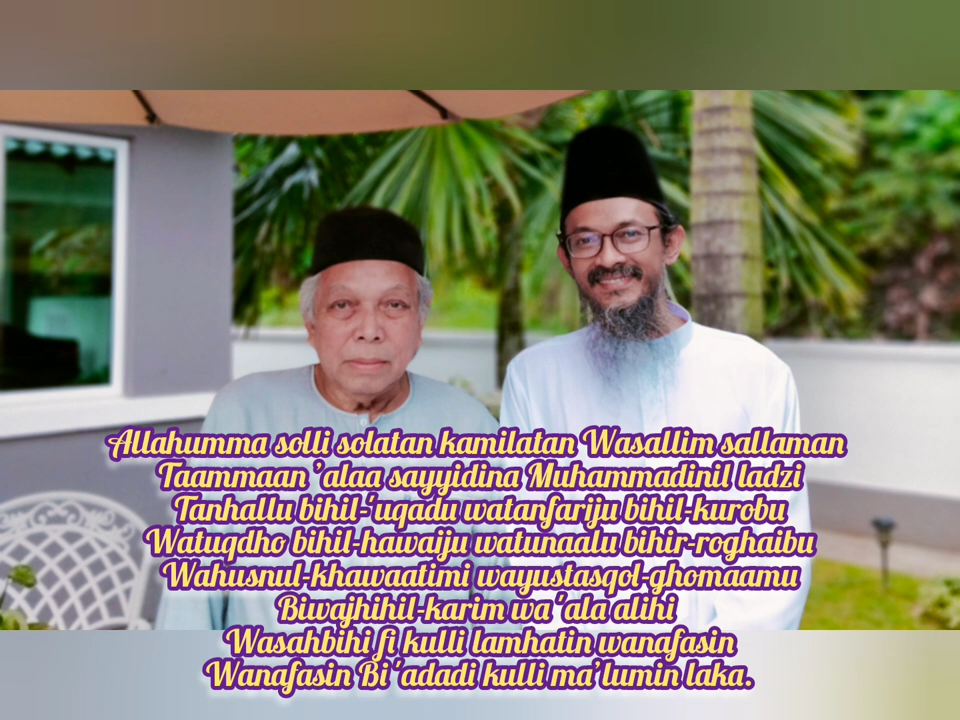 Allahumma solli solatan kamilatan Wasallim sallaman
Taammaan 'alaa sayyidina Muhammadinil ladzi
Tanhallu bihil-'uqadu watanfariju bihil-kurobu
Watuqdho bihil-hawaiju watunaalu bihir-roghaibu
Wahusnul-khawaatimi wayustasqol-ghomaamu
Biwajhihil-karim wa 'ala alihi
Wasahbihi fi kulli lamhatin wanafasin
Wanafasin Bi 'adadi kulli ma'lumin laka.